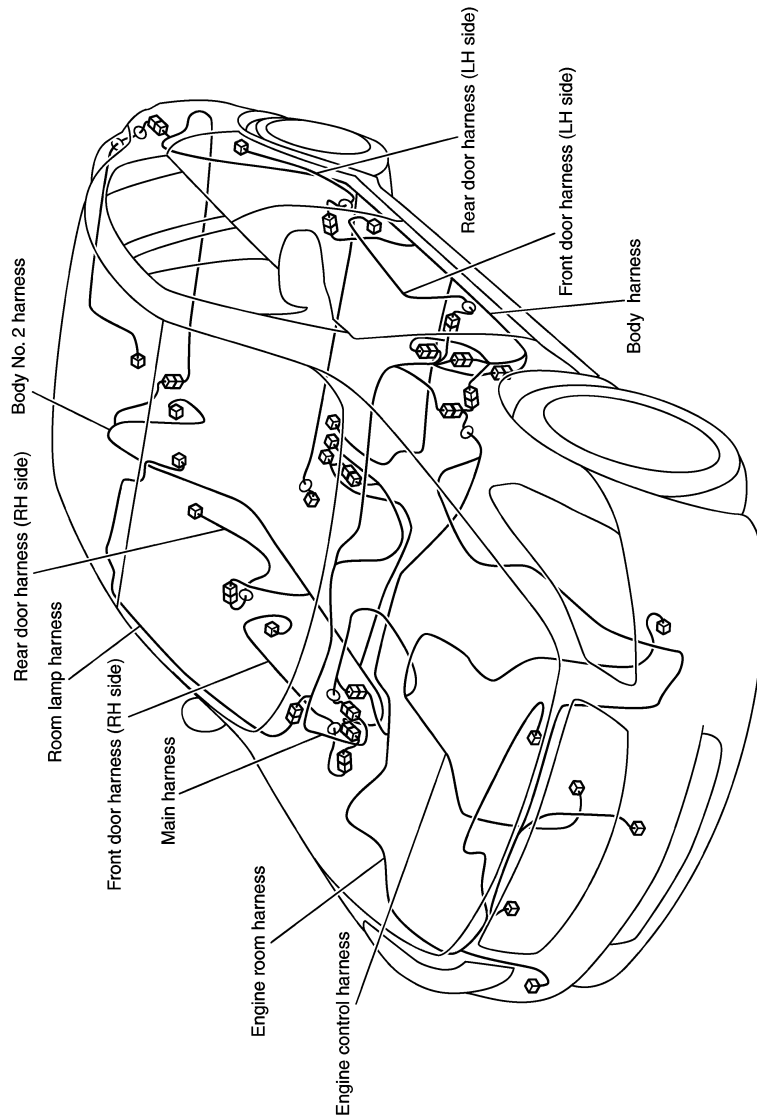 Body No. 2 harness
Rear door harness (RH side)
Room lamp harness
Front door harness (RH side)
Main harness
Engine room harness
Engine control harness
Rear door harness (LH side)
Front door harness (LH side)
Body harness